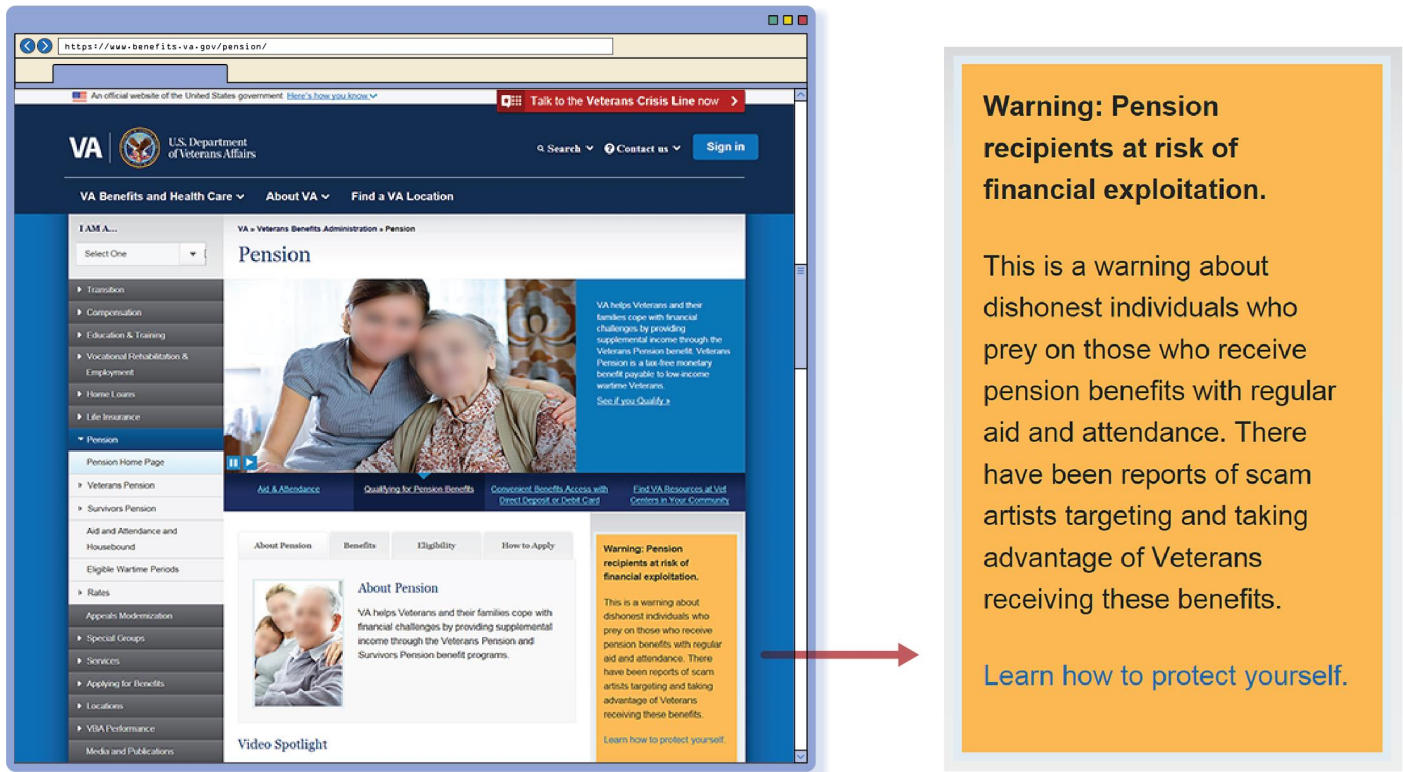 https://www.benefits.va.gov/pension/
An official website of the United States government Here's how you know
Talk to the Veterans Crisis Line now
VA
U.S. Department
of Veterans Affairs
Search
Contact us
Sign in
VA Benefits and Health Care
About VA
Find a VA Location
I AM A...
Select One
Transition
Compensation
Education & Training
Vocational Rehabilitation &
Employment
Home Loans
Life Insurance
Pension
Pension Home Page
Veterans Pension
Survivors Pension
Aid and Attendance and
Housebound
Eligible Wartime Periods
Rates
Appeals Modernization
Special Groups
Services
Applying for Benefits
Locations
VBA Performance
Media and Publications
VA » Veterans Benefits Administration » Pension
Pension
VA helps Veterans and their
families cope with financial
challenges by providing
supplemental income through the
Veterans Pension benefit. Veterans
Pension is a tax-free monetary
benefit payable to low-income
wartime Veterans.
See if you Qualify »
Aid & Attendance
Qualifying for Pension Benefits
Convenient Benefits Access with
Direct Deposit or Debit Card
Find VA Resources at Vet
Centers in Your Community
About Pension
Benefits
Eligibility
How to Apply
About Pension
VA helps Veterans and their families cope with
financial challenges by providing supplemental
income through the Veterans Pension and
Survivors Pension benefit programs.
Video Spotlight
Warning: Pension
recipients at risk of
financial exploitation.
This is a warning about
dishonest individuals who
prey on those who receive
pension benefits with regular
aid and attendance. There
have been reports of scam
artists targeting and taking
advantage of Veterans
receiving these benefits.
Learn how to protect yourself.
Warning: Pension
recipients at risk of
financial exploitation.
This is a warning about
dishonest individuals who
prey on those who receive
pension benefits with regular
aid and attendance. There
have been reports of scam
artists targeting and taking
advantage of Veterans
receiving these benefits.
Learn how to protect yourself.